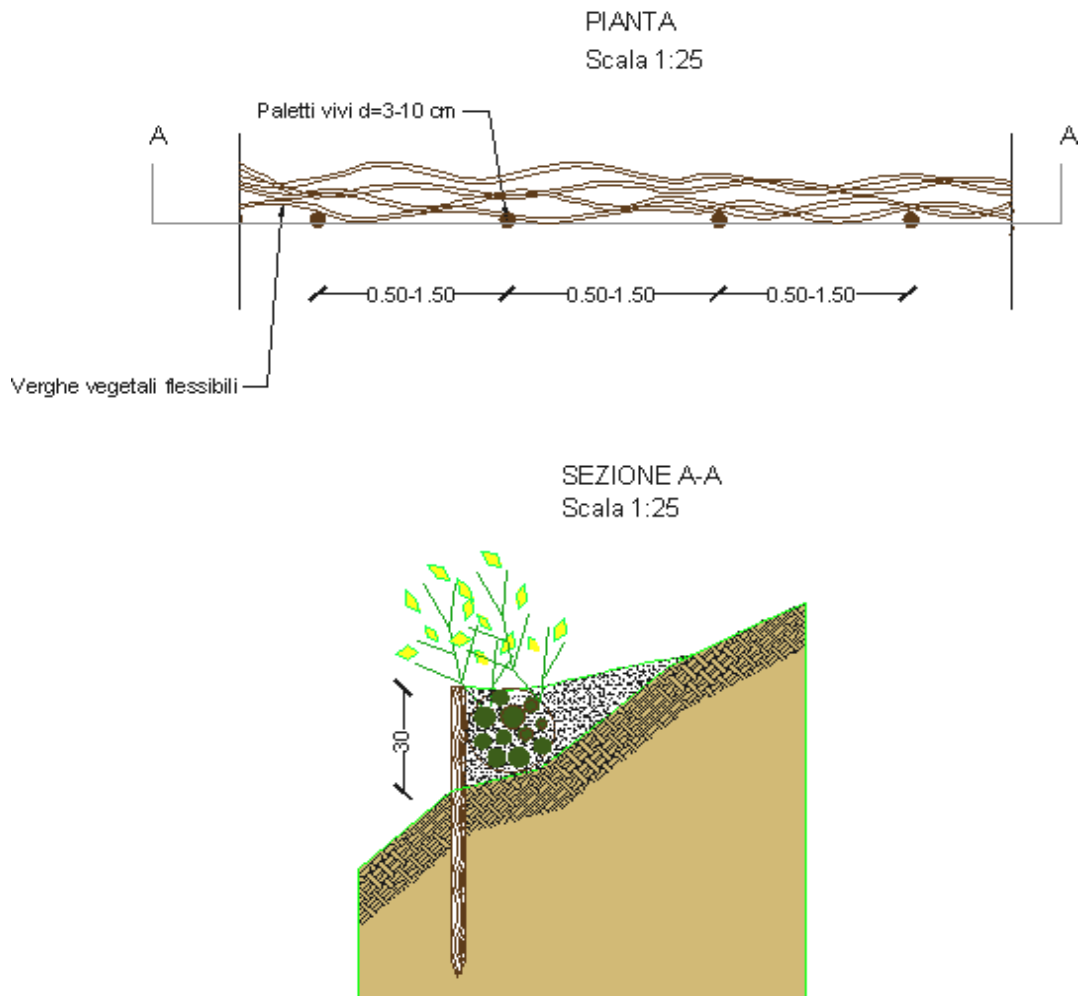 PIANTA
Scala 1:25
Paletti vivi d=3-10 cm
A
A
0.50-1.50
0.50-1.50
0.50-1.50
Verghe vegetali flessibili
SEZIONE A-A
Scala 1:25
30